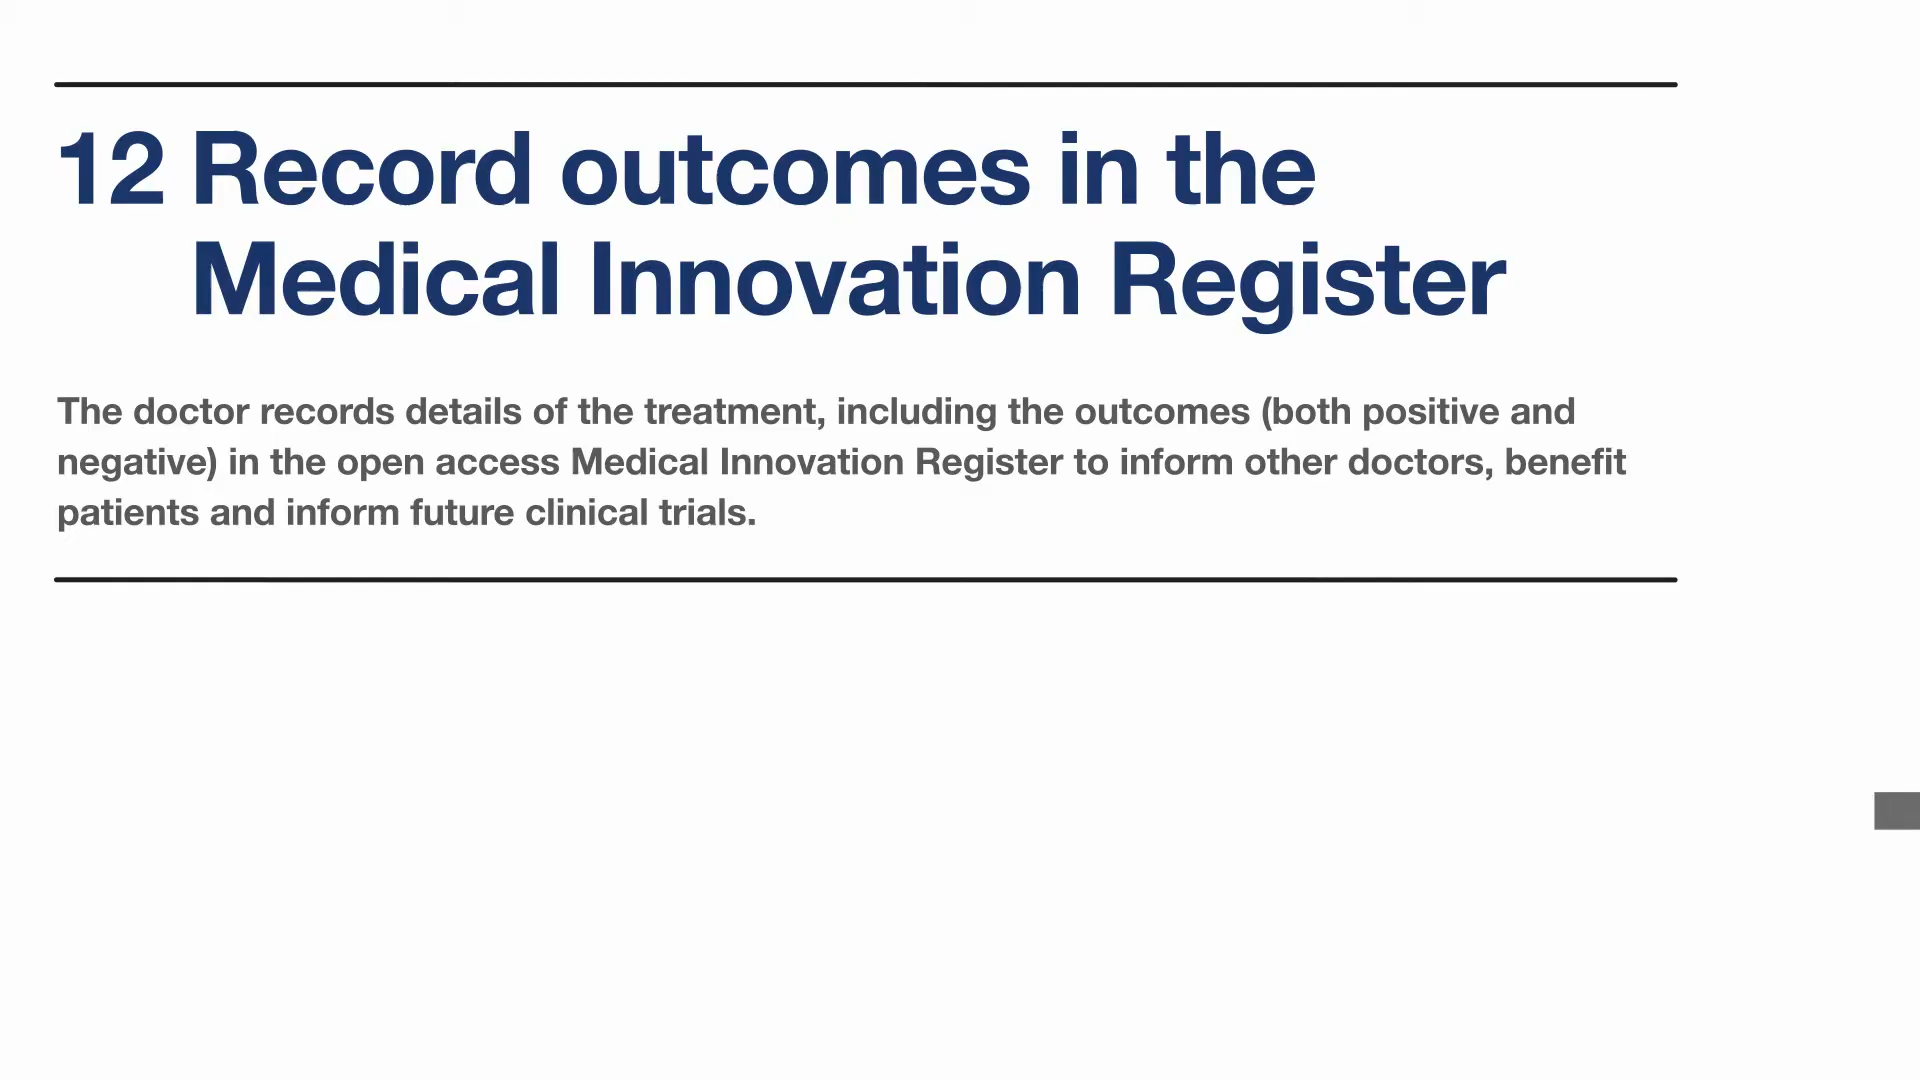 12 Record outcomes in the
Medical Innovation Register
The doctor records details of the treatment, including the outcomes (both positive and
negative) in the open access Medical Innovation Register to inform other doctors, benefit
patients and inform future clinical trials.